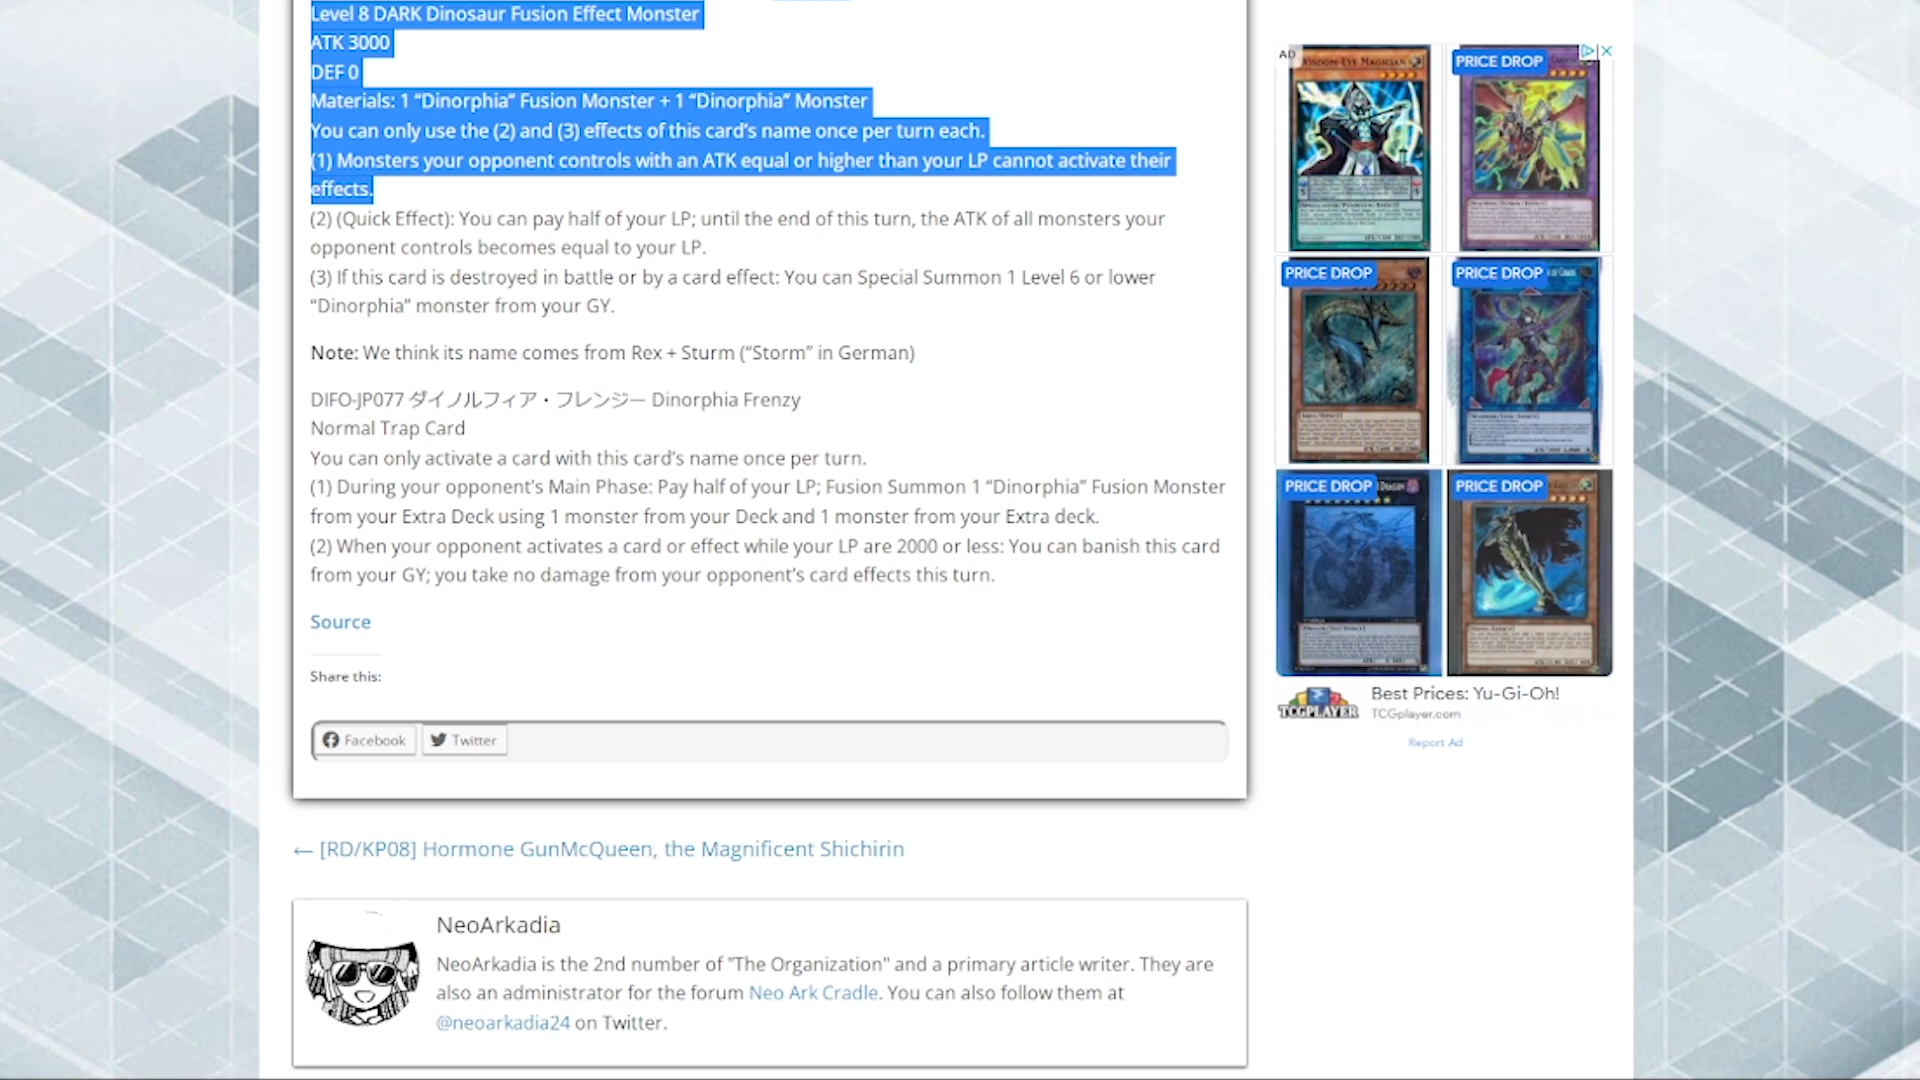 Level 8 DARK Dinosaur Fusion Effect Monster
ATK 3000
DEF 0
Materials: 1 “Dinorphia” Fusion Monster + 1 “Dinorphia” Monster
You can only use the (2) and (3) effects of this card’s name once per turn each.
(1) Monsters your opponent controls with an ATK equal or higher than your LP cannot activate their
effects.
(2) (Quick Effect): You can pay half of your LP; until the end of this turn, the ATK of all monsters your
opponent controls becomes equal to your LP.
(3) If this card is destroyed in battle or by a card effect: You can Special Summon 1 Level 6 or lower
“Dinorphia” monster from your GY.
Note: We think its name comes from Rex + Sturm (“Storm” in German)
DIFO-JP077 ダイノルフィア・フレンジー Dinorphia Frenzy
Normal Trap Card
You can only activate a card with this card’s name once per turn.
(1) During your opponent’s Main Phase: Pay half of your LP; Fusion Summon 1 “Dinorphia” Fusion Monster
from your Extra Deck using 1 monster from your Deck and 1 monster from your Extra deck.
(2) When your opponent activates a card or effect while your LP are 2000 or less: You can banish this card
from your GY; you take no damage from your opponent’s card effects this turn.
Source
Share this:
Facebook
Twitter
← [RD/KP08] Hormone GunMcQueen, the Magnificent Shichirin
NeoArkadia
NeoArkadia is the 2nd number of "The Organization" and a primary article writer. They are
also an administrator for the forum Neo Ark Cradle. You can also follow them at
@neoarkadia24 on Twitter.
AD
Wisdom-Eye Magician
PRICE DROP
PRICE DROP
PRICE DROP
PRICE DROP
PRICE DROP
TCGPLAYER
Best Prices: Yu-Gi-Oh!
TCGplayer.com
Report Ad